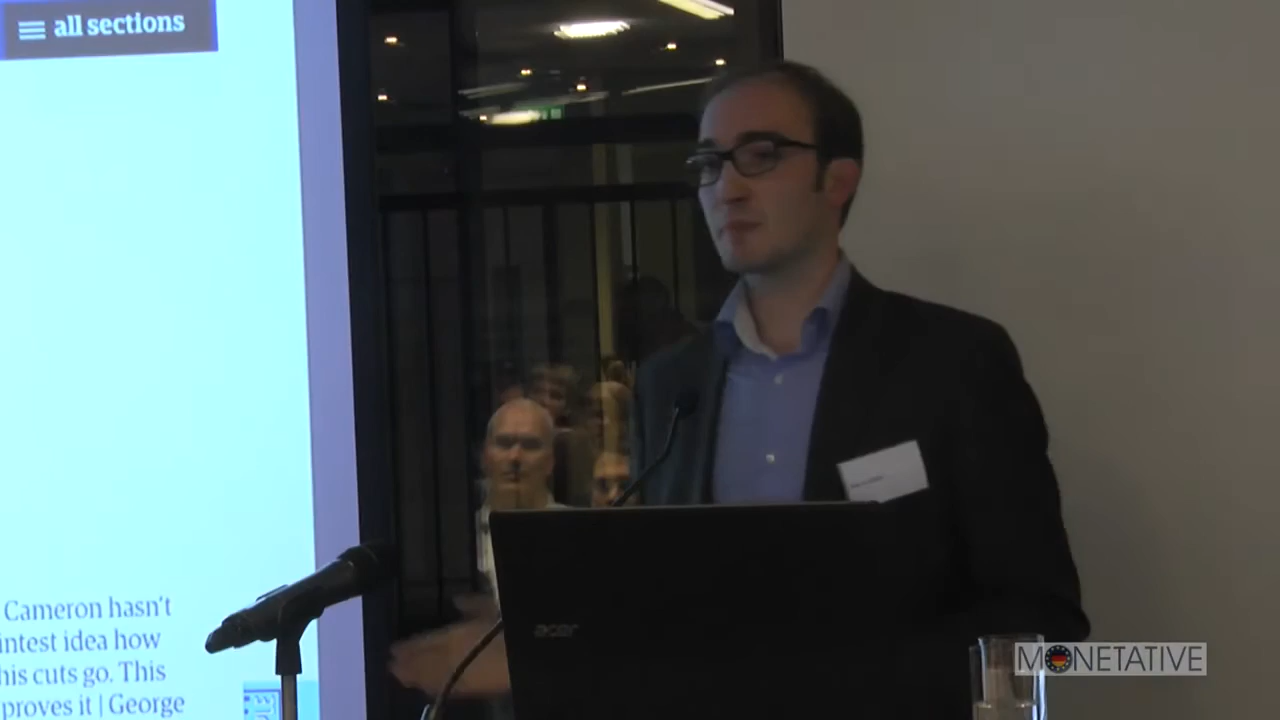 all sections
Cameron hasn't
intest idea how
his cuts go. This
proves it | George
acer
MONETATIVE